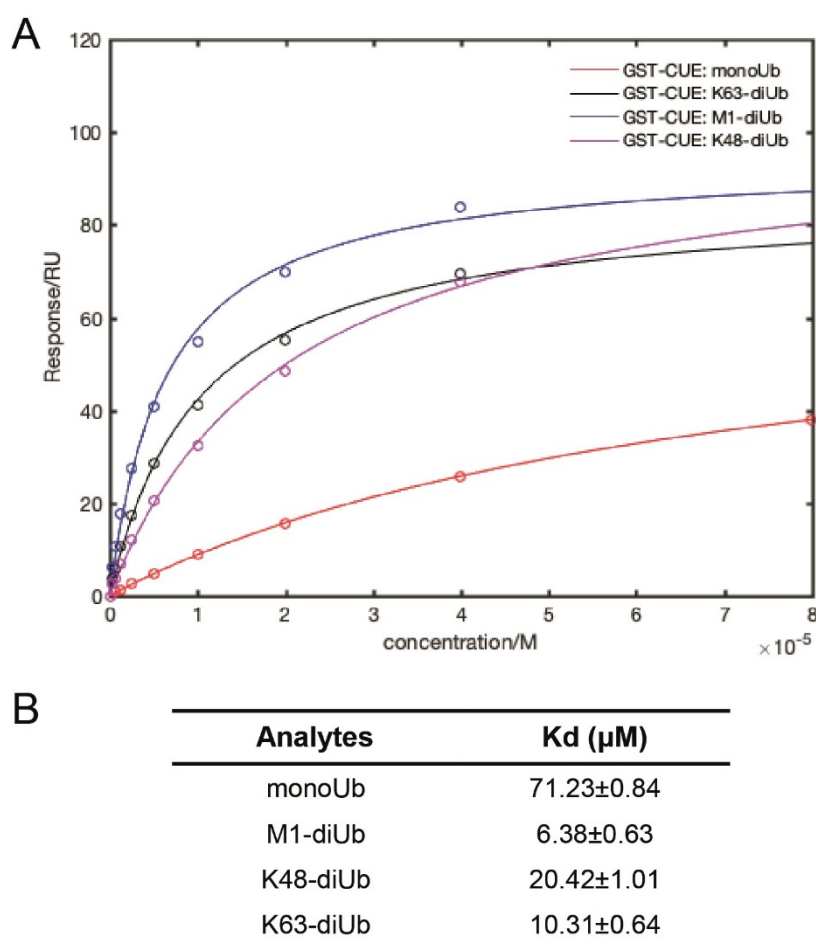 A
120
100
80
60
40
20
0
Response/RU
GST-CUE: monoUb
GST-CUE: K63-diUb
GST-CUE: M1-diUb
GST-CUE: K48-diUb
0 1 2 3 4 5 6 7 8
concentration/M
×10⁻⁵
B
Analytes Kd (µM)
monoUb 71.23±0.84
M1-diUb 6.38±0.63
K48-diUb 20.42±1.01
K63-diUb 10.31±0.64